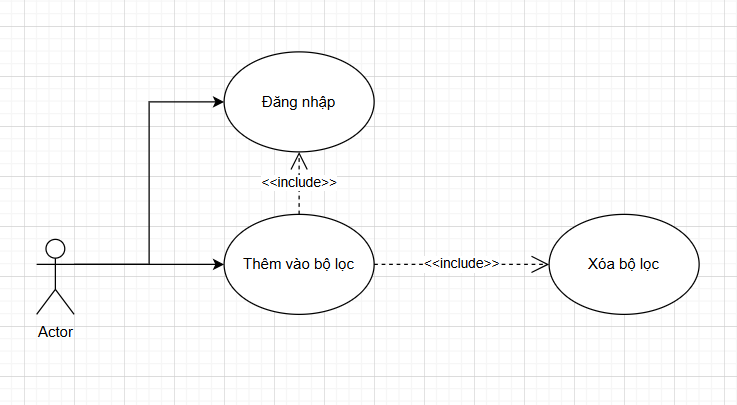 Đăng nhập
<<include>>
Thêm vào bộ lọc
<<include>>
Xóa bộ lọc
Actor